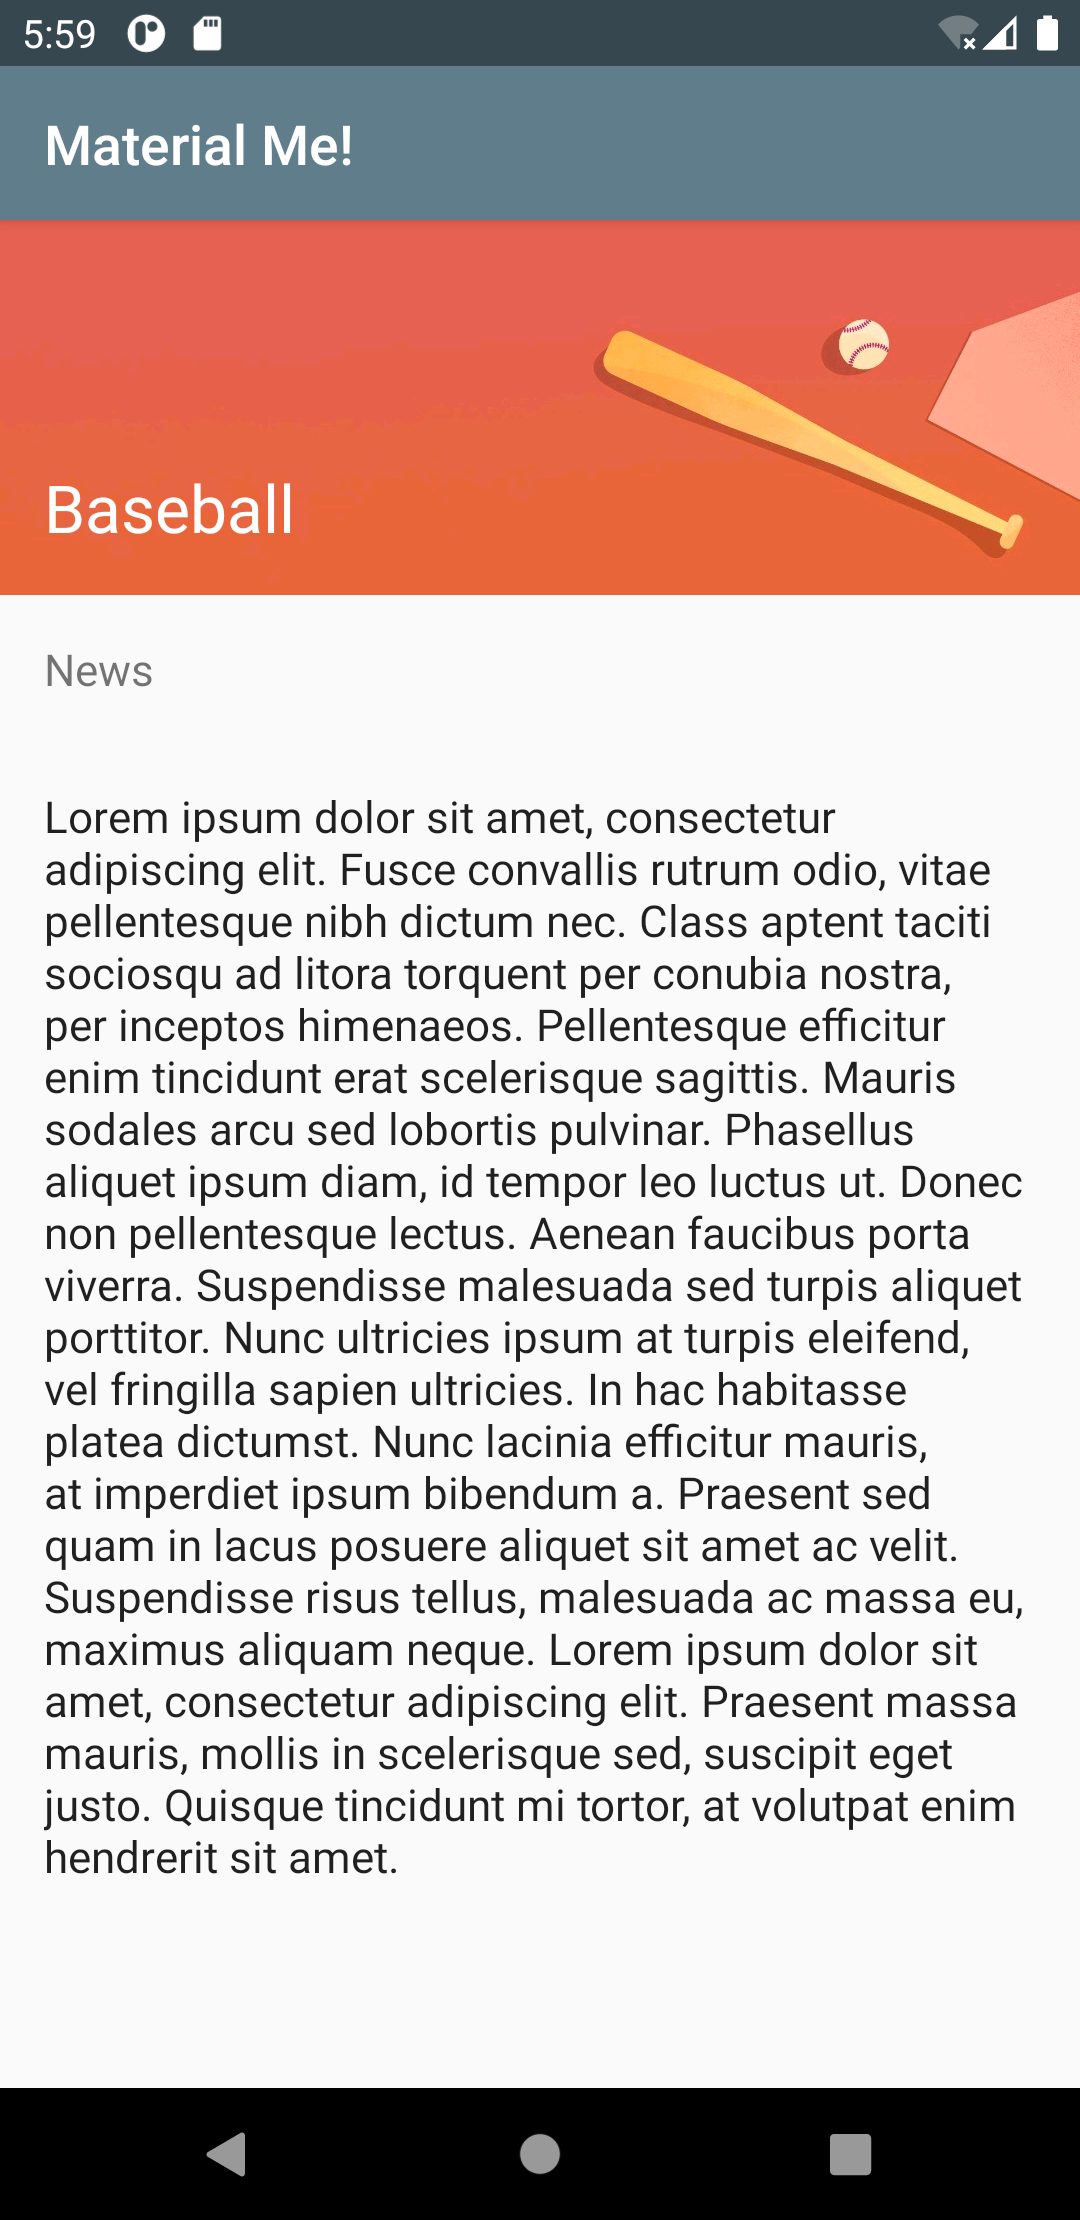 5:59
Material Me!
Baseball
News
Lorem ipsum dolor sit amet, consectetur
adipiscing elit. Fusce convallis rutrum odio, vitae
pellentesque nibh dictum nec. Class aptent taciti
sociosqu ad litora torquent per conubia nostra,
per inceptos himenaeos. Pellentesque efficitur
enim tincidunt erat scelerisque sagittis. Mauris
sodales arcu sed lobortis pulvinar. Phasellus
aliquet ipsum diam, id tempor leo luctus ut. Donec
non pellentesque lectus. Aenean faucibus porta
viverra. Suspendisse malesuada sed turpis aliquet
porttitor. Nunc ultricies ipsum at turpis eleifend,
vel fringilla sapien ultricies. In hac habitasse
platea dictumst. Nunc lacinia efficitur mauris,
at imperdiet ipsum bibendum a. Praesent sed
quam in lacus posuere aliquet sit amet ac velit.
Suspendisse risus tellus, malesuada ac massa eu,
maximus aliquam neque. Lorem ipsum dolor sit
amet, consectetur adipiscing elit. Praesent massa
mauris, mollis in scelerisque sed, suscipit eget
justo. Quisque tincidunt mi tortor, at volutpat enim
hendrerit sit amet.